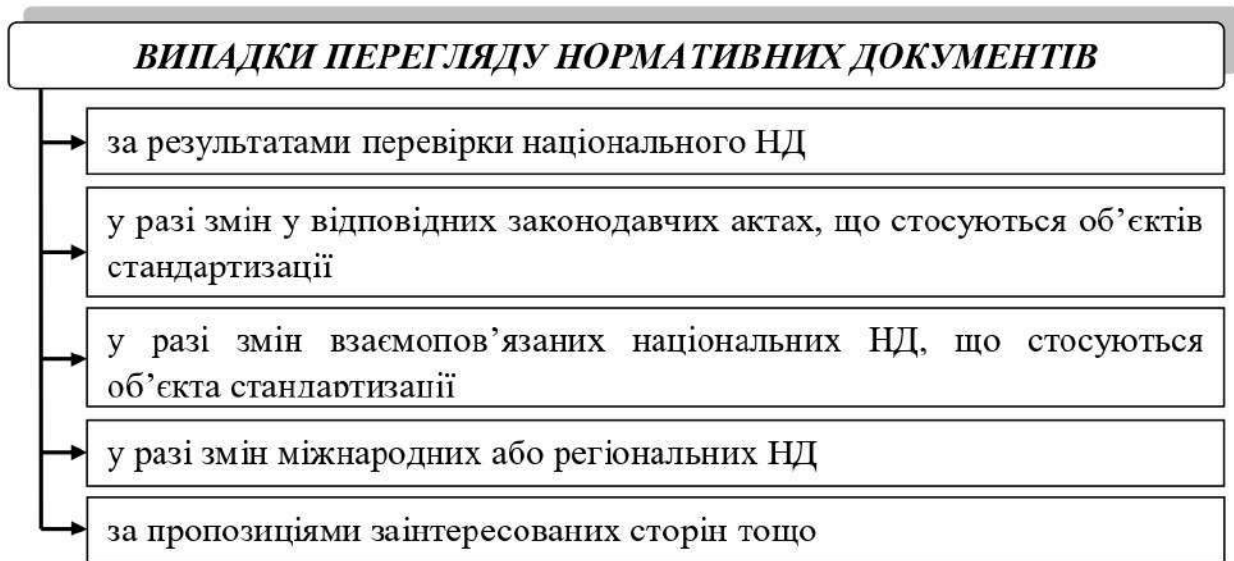 ВИПАДКИ ПЕРЕГЛЯДУ НОРМАТИВНИХ ДОКУМЕНТІВ
за результатами перевірки національного НД
у разі змін у відповідних законодавчих актах, що стосуються об’єктів
стандартизації
у разі змін взаємопов’язаних національних НД, що стосуються
об’єкта стандартизації
у разі змін міжнародних або регіональних НД
за пропозиціями заінтересованих сторін тощо